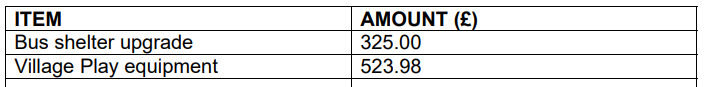 ITEM AMOUNT (£)
Bus shelter upgrade 325.00
Village Play equipment 523.98